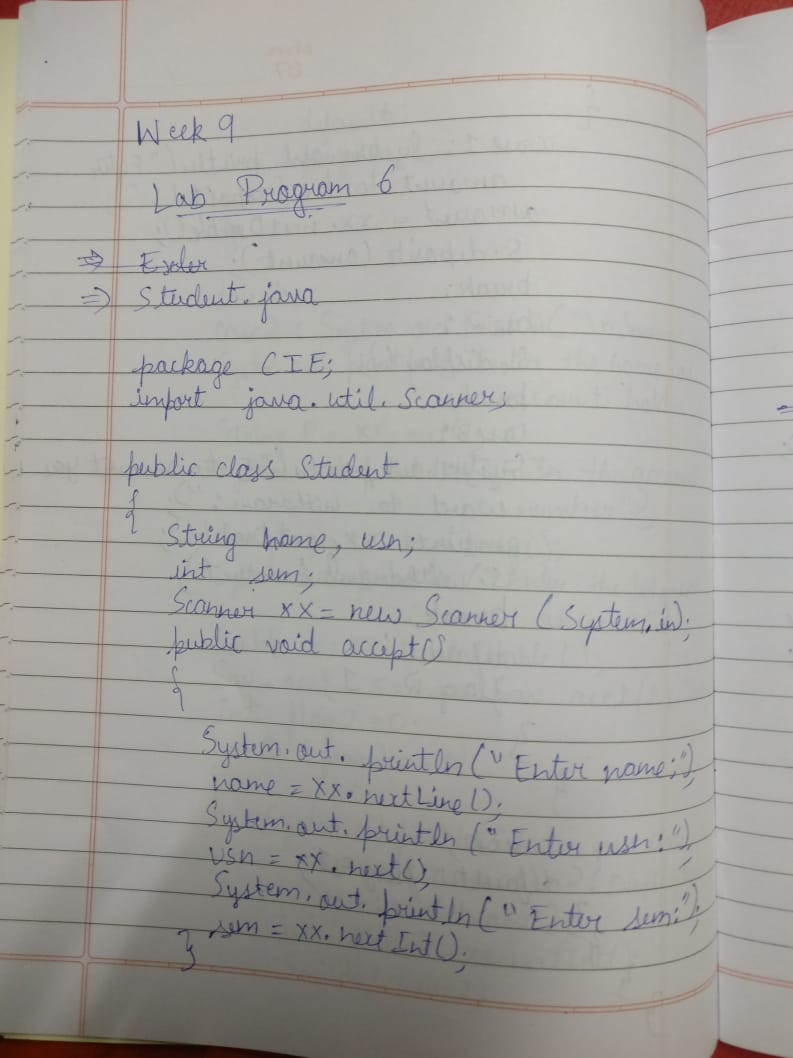 Week 9
Lab Program 6
⇒ Exter
⇒ Student.java
package CIE;
import java.util.Scanner;
public class Student
{
String name, usn;
int sem;
Scanner xx = new Scanner (System.in);
public void accept()
{
System.out.println("Enter name:");
name = xx.nextLine();
System.out.println ("Enter usn:");
usn = xx.next();
System.out.println("Enter sem:");
sem = xx.nextInt();
}